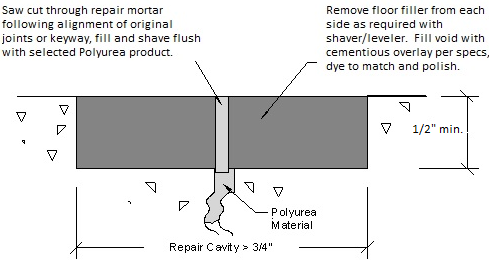 Saw cut through repair mortar
following alignment of original
joints or keyway, fill and shave flush
with selected Polyurea product.
Remove floor filler from each
side as required with
shaver/leveler.  Fill void with
cementious overlay per specs,
dye to match and polish.
1/2" min.
Polyurea
Material
Repair Cavity > 3/4"